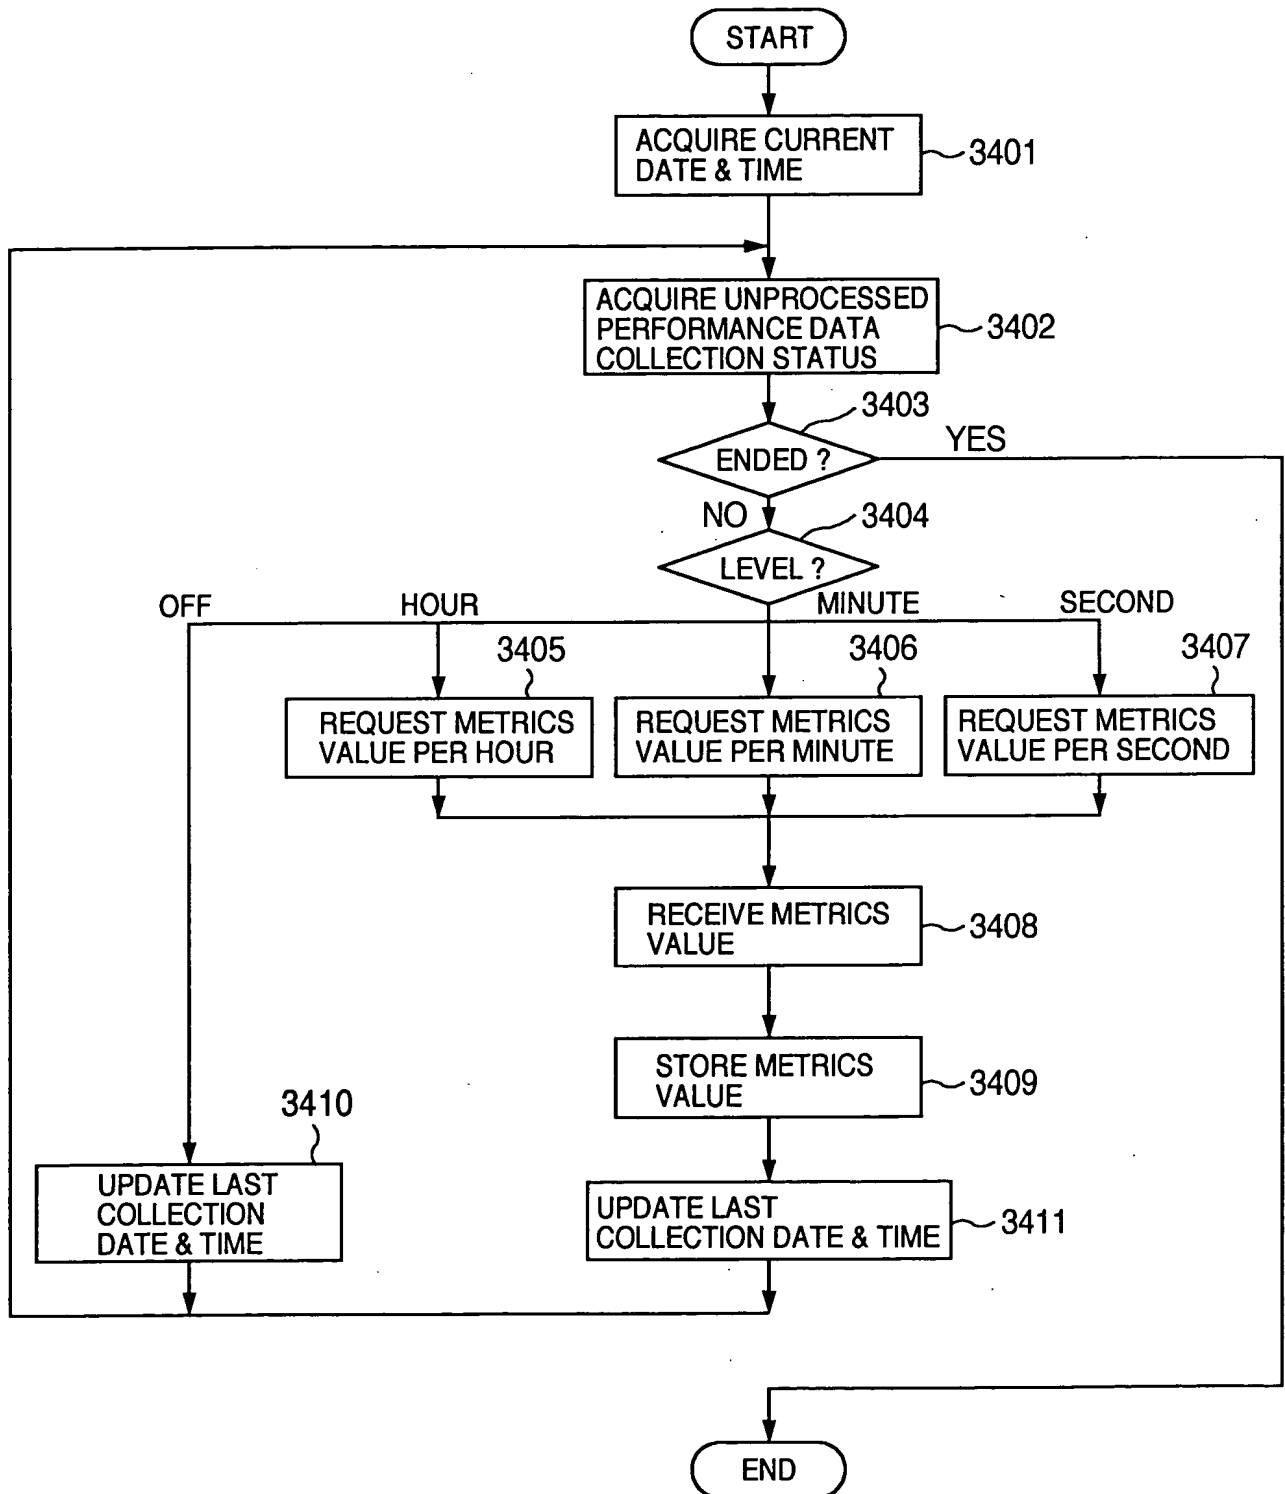 START
ACQUIRE CURRENT
DATE & TIME
3401
ACQUIRE UNPROCESSED
PERFORMANCE DATA
COLLECTION STATUS
3402
3403
ENDED ?
YES
NO
3404
LEVEL ?
OFF
HOUR
MINUTE
SECOND
3405
3406
3407
REQUEST METRICS
VALUE PER HOUR
REQUEST METRICS
VALUE PER MINUTE
REQUEST METRICS
VALUE PER SECOND
RECEIVE METRICS
VALUE
3408
STORE METRICS
VALUE
3409
3410
UPDATE LAST
COLLECTION
DATE & TIME
UPDATE LAST
COLLECTION DATE & TIME
3411
END